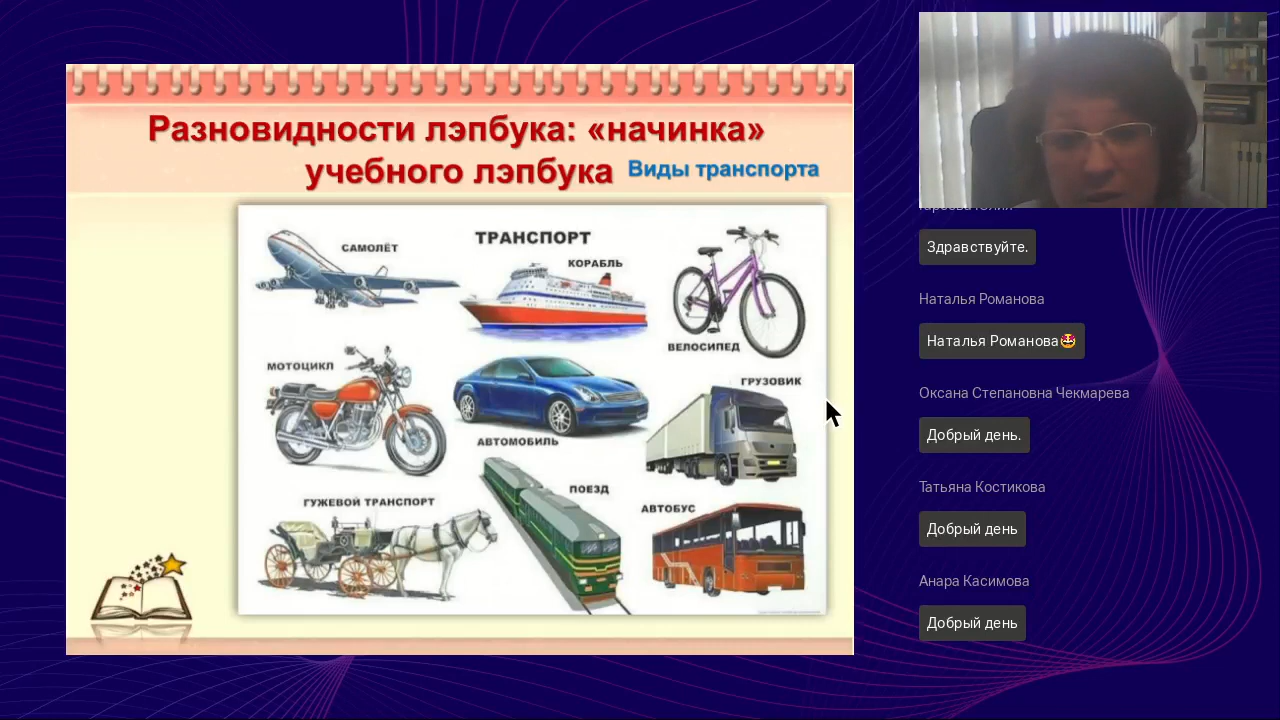 Разновидности лэпбука: «начинка»
учебного лэпбука Виды транспорта
ТРАНСПОРТ
САМОЛЁТ
КОРАБЛЬ
ВЕЛОСИПЕД
МОТОЦИКЛ
АВТОМОБИЛЬ
ГРУЗОВИК
ГУЖЕВОЙ ТРАНСПОРТ
ПОЕЗД
АВТОБУС
Здравствуйте.
Наталья Романова
Наталья Романова🤩
Оксана Степановна Чекмарева
Добрый день.
Татьяна Костикова
Добрый день
Анара Касимова
Добрый день